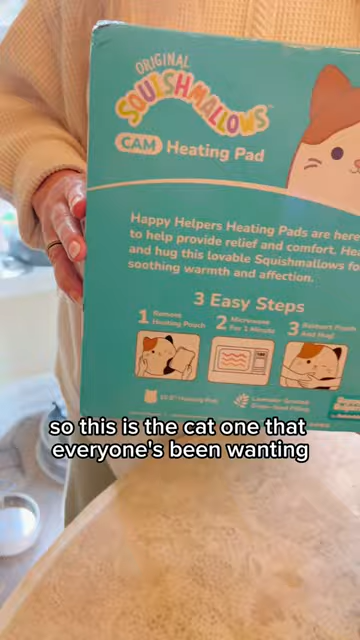 ORIGINAL
SQUISHMALLOWS
CAM Heating Pad
Happy Helpers Heating Pads are here
to help provide relief and comfort. Heat
and hug this lovable Squishmallows for
soothing warmth and affection.
3 Easy Steps
1 Remove
Heating Pouch
2 Microwave
For 1 Minute
3 Reinsert Pouch
And Hug!
so this is the cat one that
everyone's been wanting